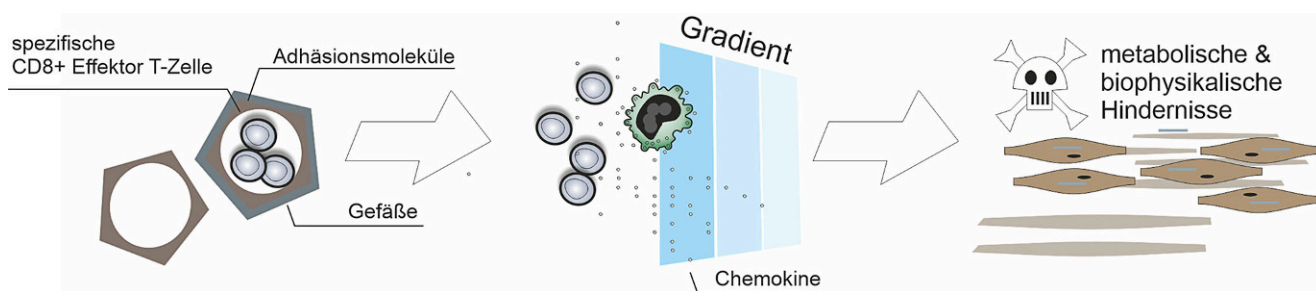 spezifische
CD8+ Effektor T-Zelle
Adhäsionsmoleküle
Gefäße
Gradient
Chemokine
metabolische &
biophysikalische
Hindernisse